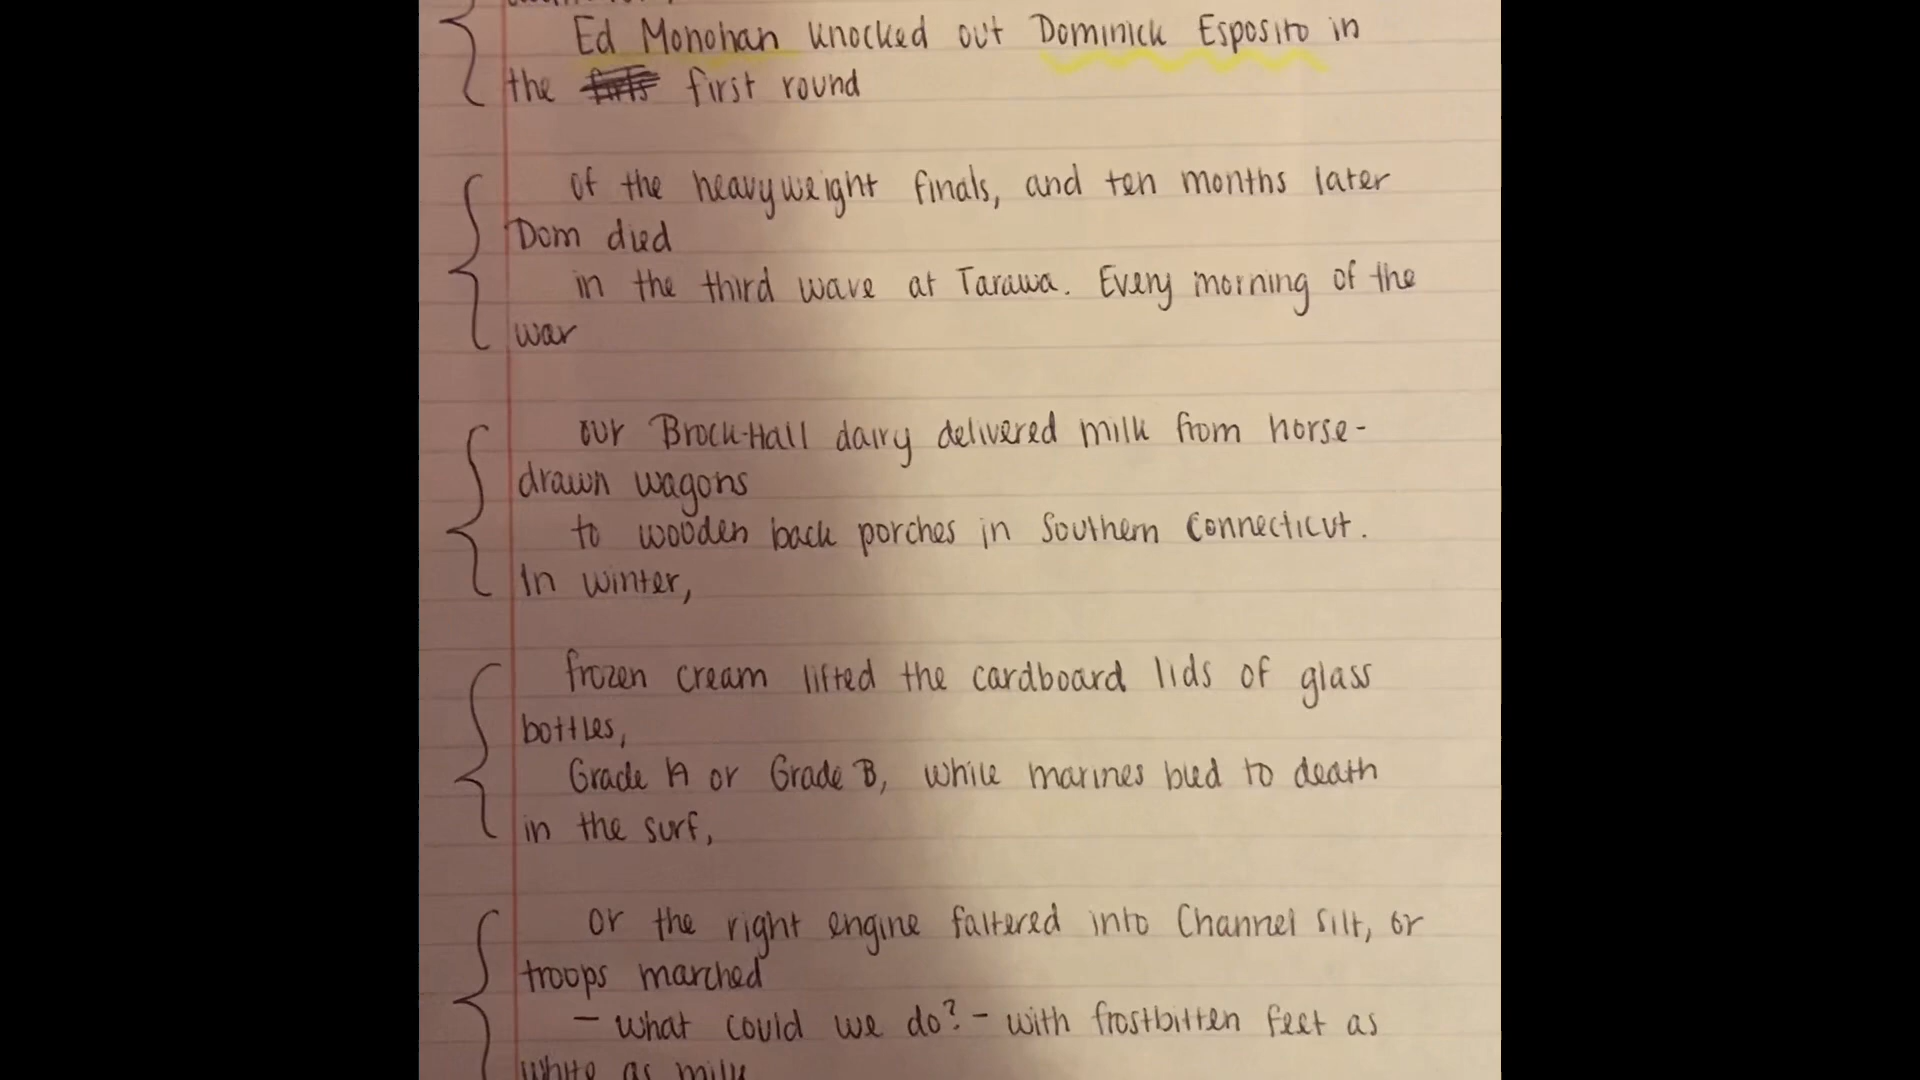 Ed Monohan knocked out Dominick Esposito in
the first round
of the heavyweight finals, and ten months later
Dom died
in the third wave at Tarawa. Every morning of the
war
our Brock-Hall dairy delivered milk from horse-
drawn wagons
to wooden back porches in Southern Connecticut.
In winter,
frozen cream lifted the cardboard lids of glass
bottles,
Grade A or Grade B, while marines bled to death
in the surf,
or the right engine faltered into Channel silt, or
troops marched
— what could we do? — with frostbitten feet as
white as milk